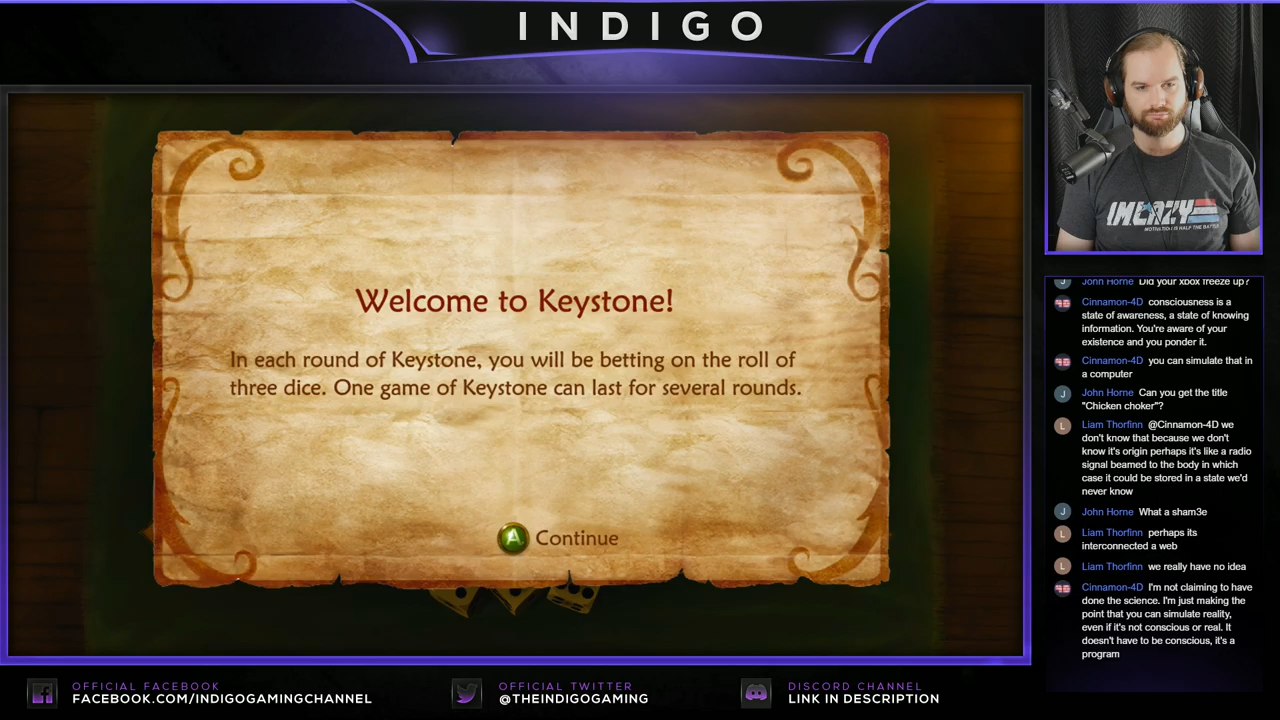 INDIGO
Welcome to Keystone!
In each round of Keystone, you will be betting on the roll of
three dice. One game of Keystone can last for several rounds.
A Continue
IMLAZY
MOTIVATION IS HALF THE BATTLE
J John Horne Did your xbox freeze up?
Cinnamon-4D consciousness is a
state of awareness, a state of knowing
information. You're aware of your
existence and you ponder it.
Cinnamon-4D you can simulate that in
a computer
J John Horne Can you get the title
"Chicken choker"?
L Liam Thorfinn @Cinnamon-4D we
don't know that because we don't
know it's origin perhaps it's like a radio
signal beamed to the body in which
case it could be stored in a state we'd
never know
J John Horne What a sham3e
L Liam Thorfinn perhaps its
interconnected a web
L Liam Thorfinn we really have no idea
Cinnamon-4D I'm not claiming to have
done the science. I'm just making the
point that you can simulate reality,
even if it's not conscious or real. It
doesn't have to be conscious, it's a
program
OFFICIAL FACEBOOK
FACEBOOK.COM/INDIGOGAMINGCHANNEL
OFFICIAL TWITTER
@THEINDIGOGAMING
DISCORD CHANNEL
LINK IN DESCRIPTION